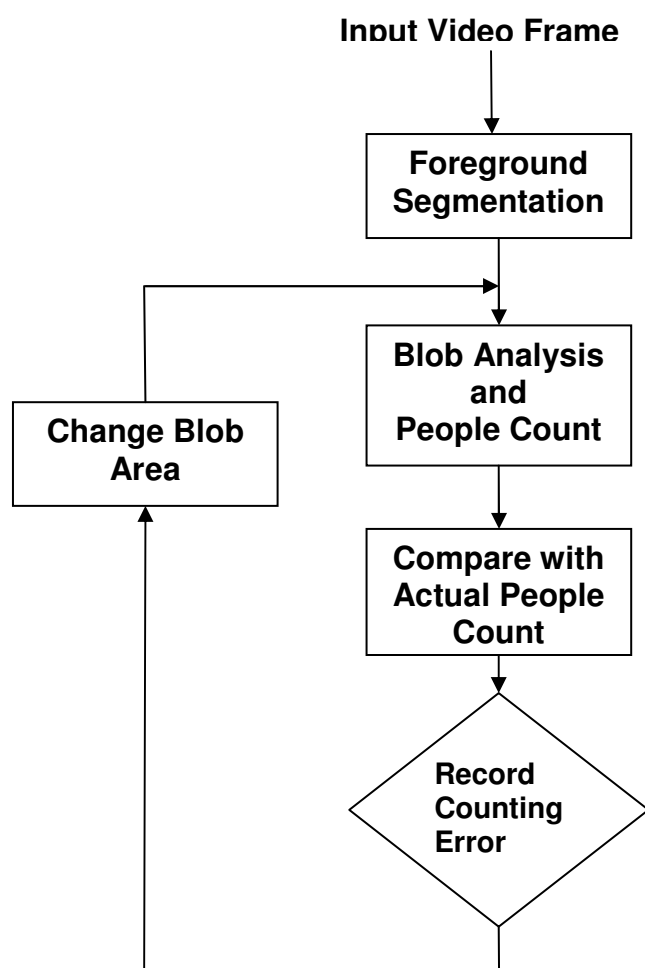 Input Video Frame
Foreground
Segmentation
Blob Analysis
and
People Count
Change Blob
Area
Compare with
Actual People
Count
Record
Counting
Error